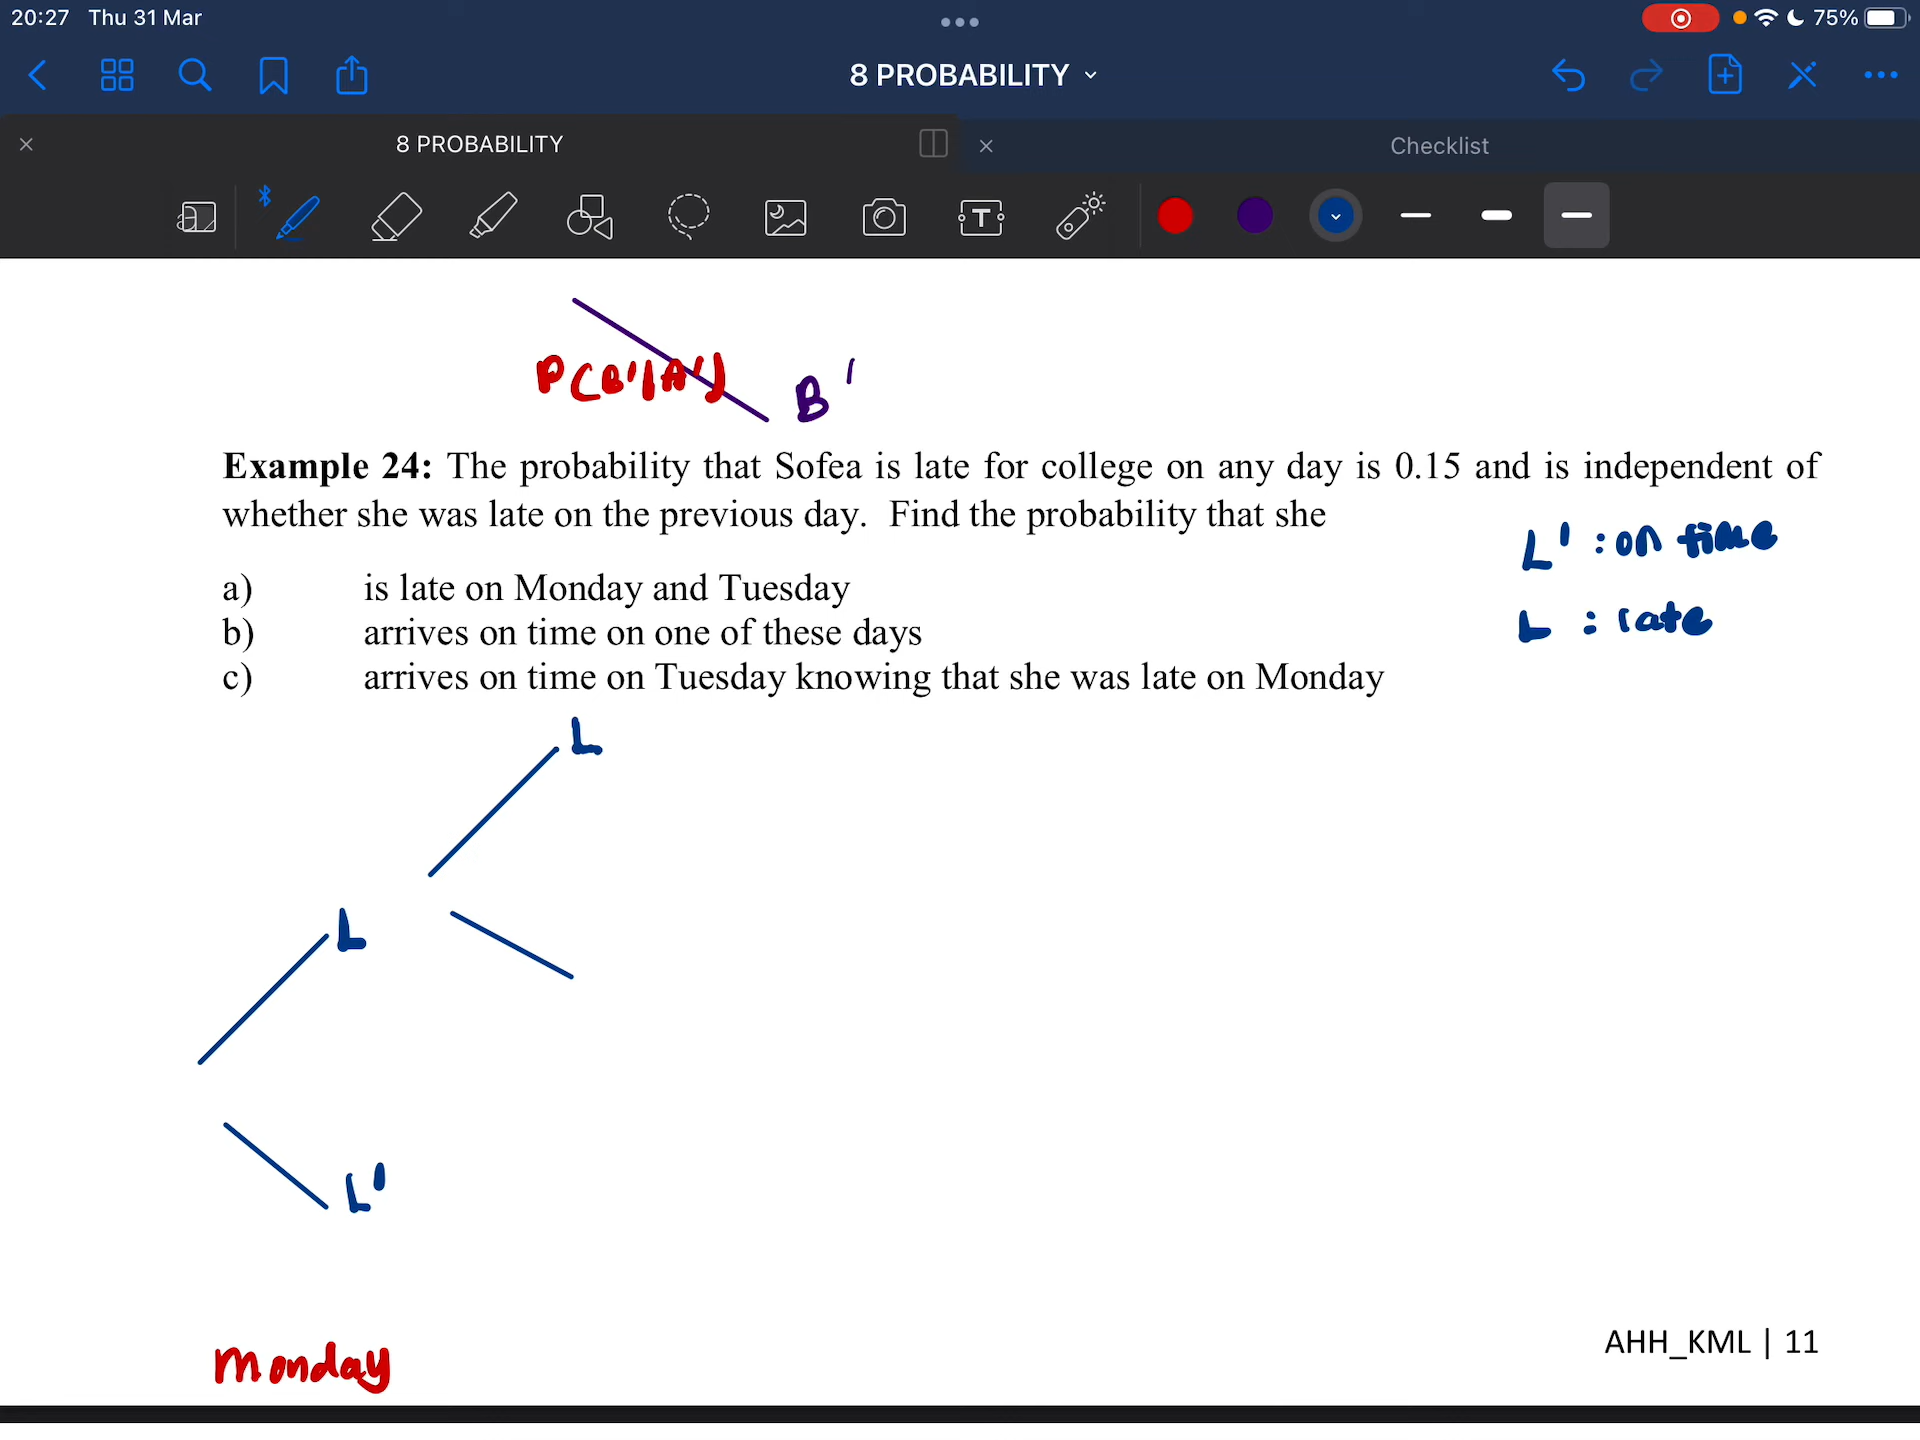 20:27 Thu 31 Mar
75%
8 PROBABILITY
8 PROBABILITY
Checklist
P(B'|A')
B'
Example 24: The probability that Sofea is late for college on any day is 0.15 and is independent of
whether she was late on the previous day. Find the probability that she
L' : on time
a) is late on Monday and Tuesday
L : late
b) arrives on time on one of these days
c) arrives on time on Tuesday knowing that she was late on Monday
L
L
L'
AHH_KML | 11
Monday